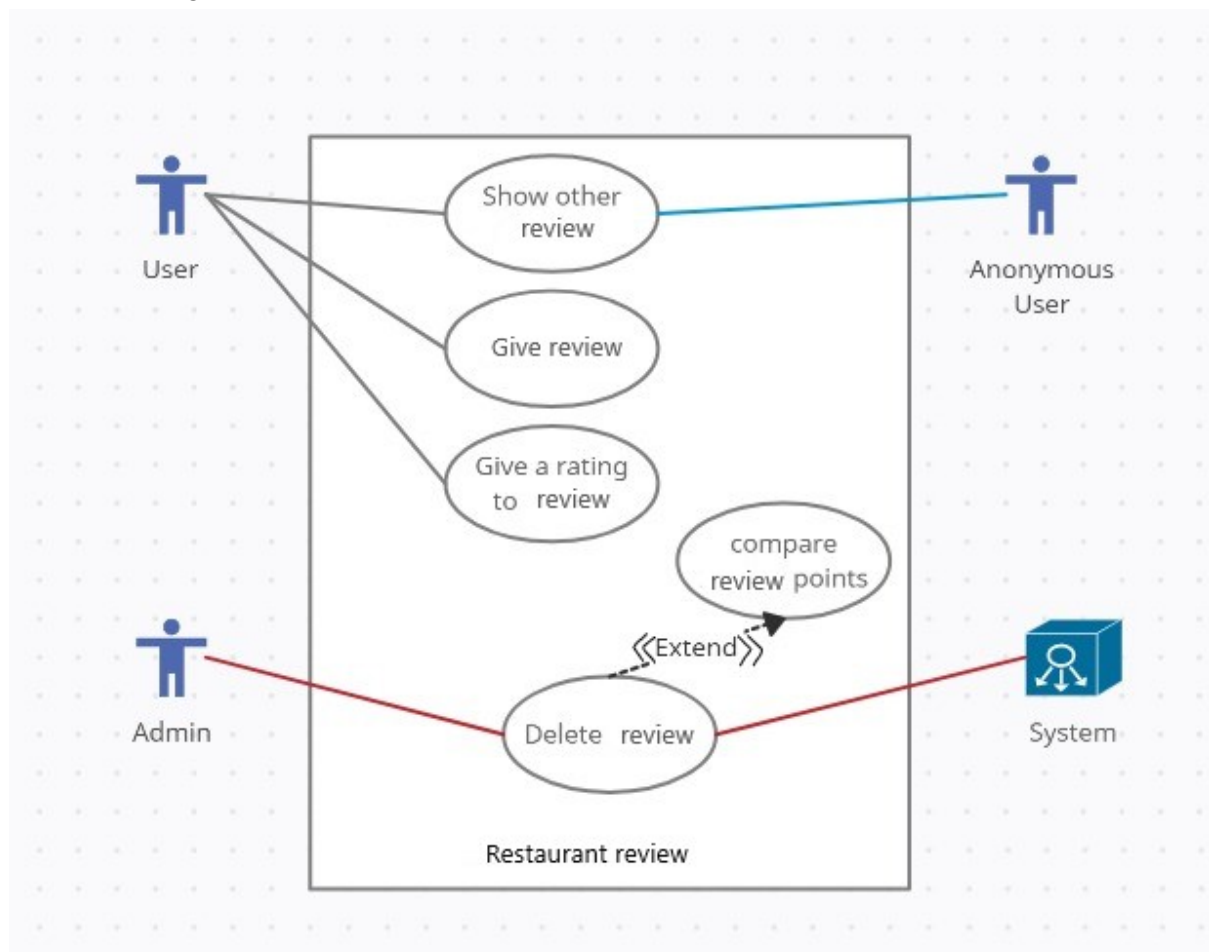 Show other
review
User
Anonymous
User
Give review
Give a rating
to review
compare
review points
<<Extend>>
Admin
Delete review
System
Restaurant review